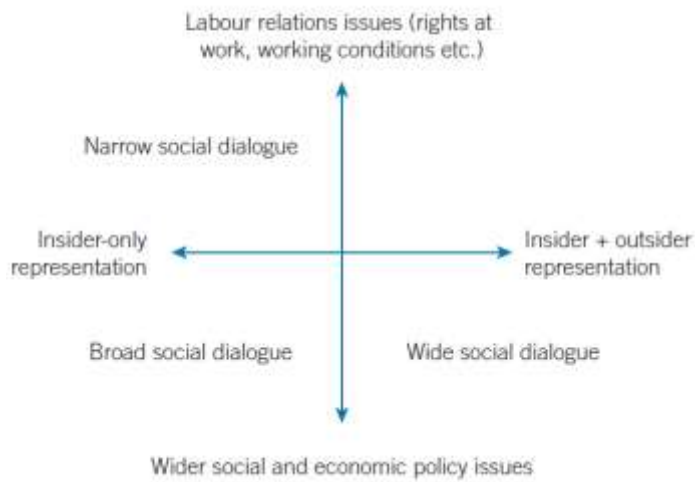 Labour relations issues (rights at
work, working conditions etc.)
Narrow social dialogue
Insider-only
representation
Insider + outsider
representation
Broad social dialogue
Wide social dialogue
Wider social and economic policy issues